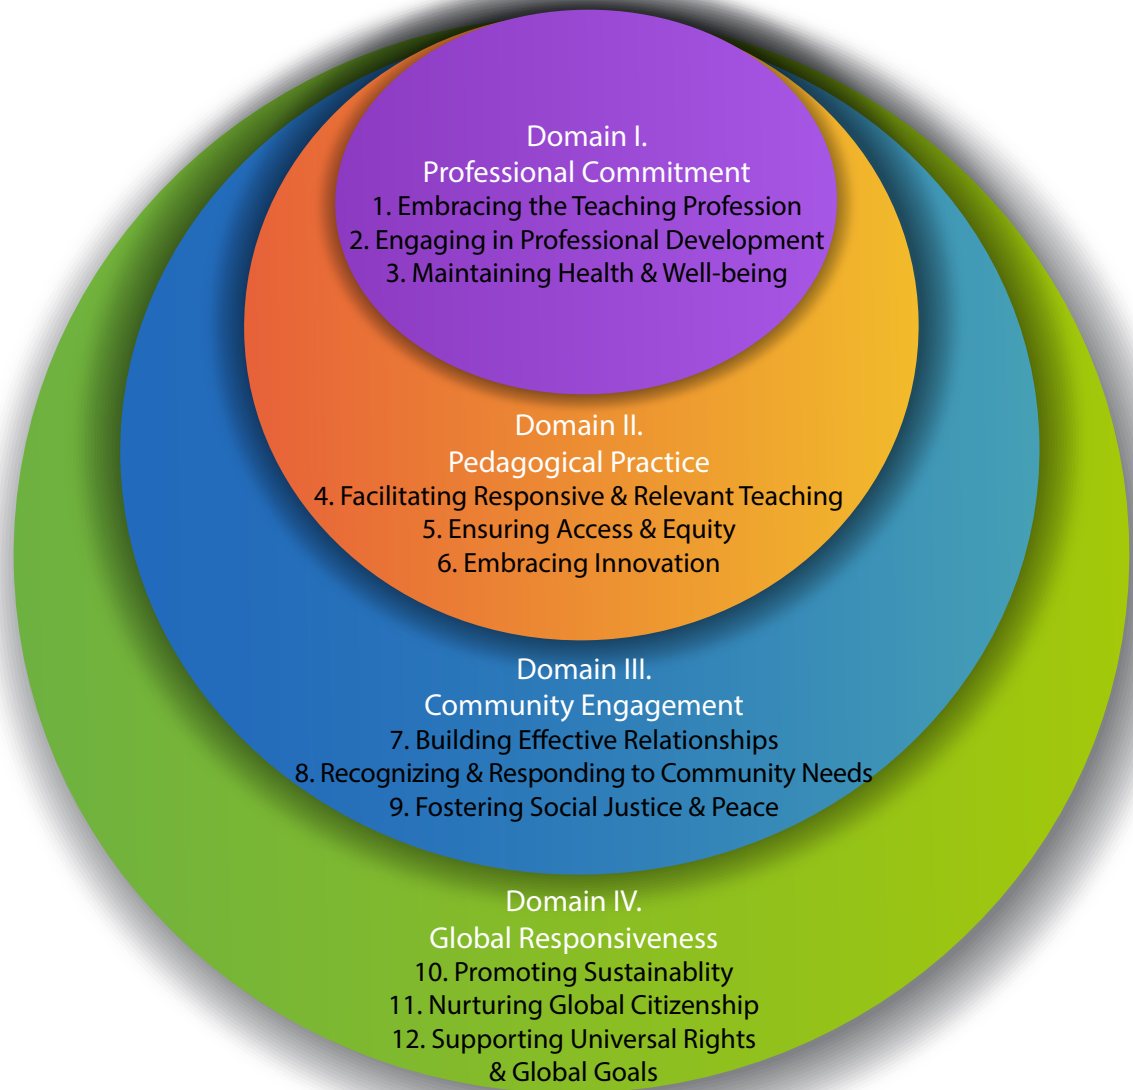 Domain I.
Professional Commitment
1. Embracing the Teaching Profession
2. Engaging in Professional Development
3. Maintaining Health & Well-being
Domain II.
Pedagogical Practice
4. Facilitating Responsive & Relevant Teaching
5. Ensuring Access & Equity
6. Embracing Innovation
Domain III.
Community Engagement
7. Building Effective Relationships
8. Recognizing & Responding to Community Needs
9. Fostering Social Justice & Peace
Domain IV.
Global Responsiveness
10. Promoting Sustainablity
11. Nurturing Global Citizenship
12. Supporting Universal Rights
& Global Goals